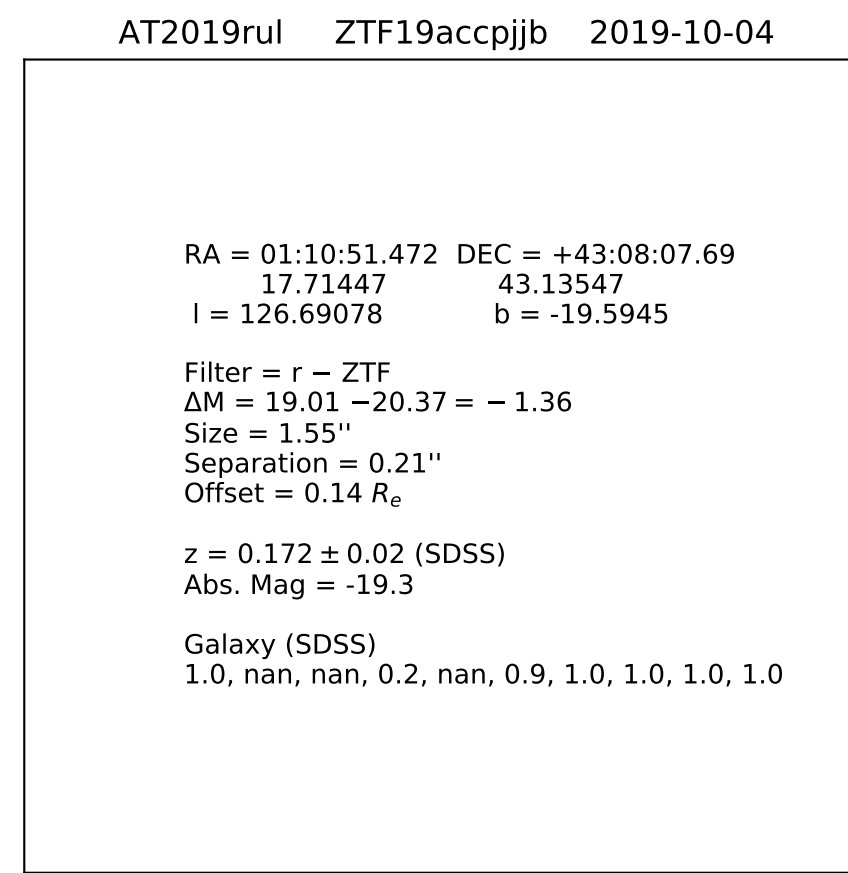 AT2019rul ZTF19accpjjb 2019-10-04
RA = 01:10:51.472 DEC = +43:08:07.69
17.71447 43.13547
l = 126.69078 b = -19.5945
Filter = r − ZTF
ΔM = 19.01 −20.37 = − 1.36
Size = 1.55''
Separation = 0.21''
Offset = 0.14 Re
z = 0.172 ± 0.02 (SDSS)
Abs. Mag = -19.3
Galaxy (SDSS)
1.0, nan, nan, 0.2, nan, 0.9, 1.0, 1.0, 1.0, 1.0